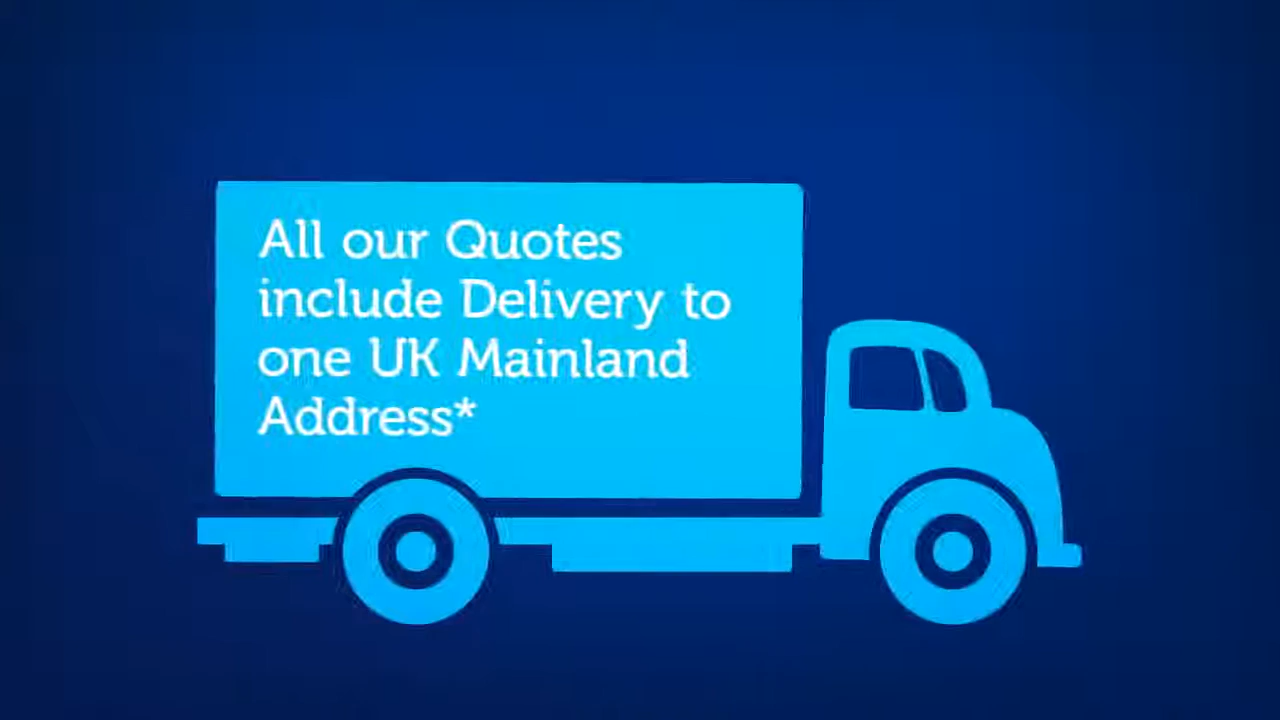 All our Quotes
include Delivery to
one UK Mainland
Address*